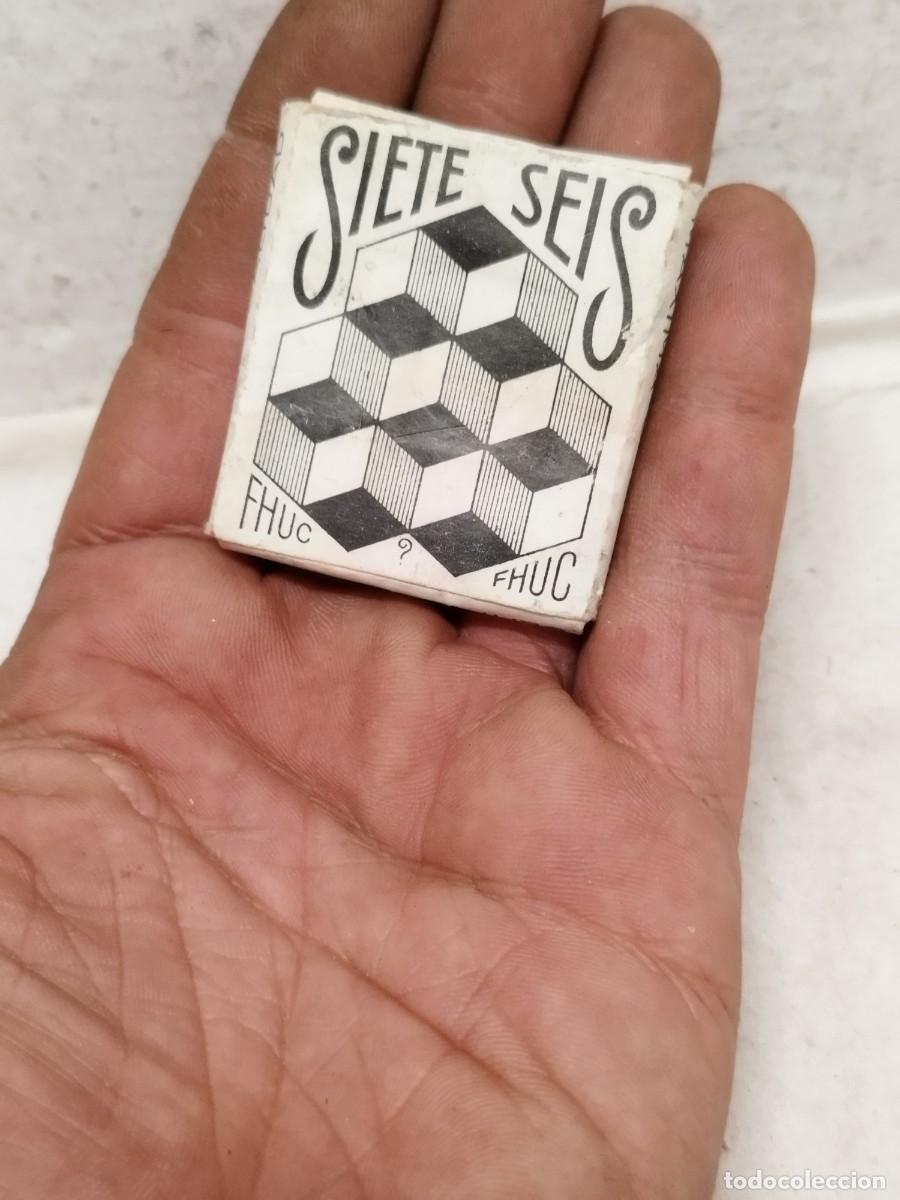 SIETE SEIS
FHUC ? FHUC
todocoleccion